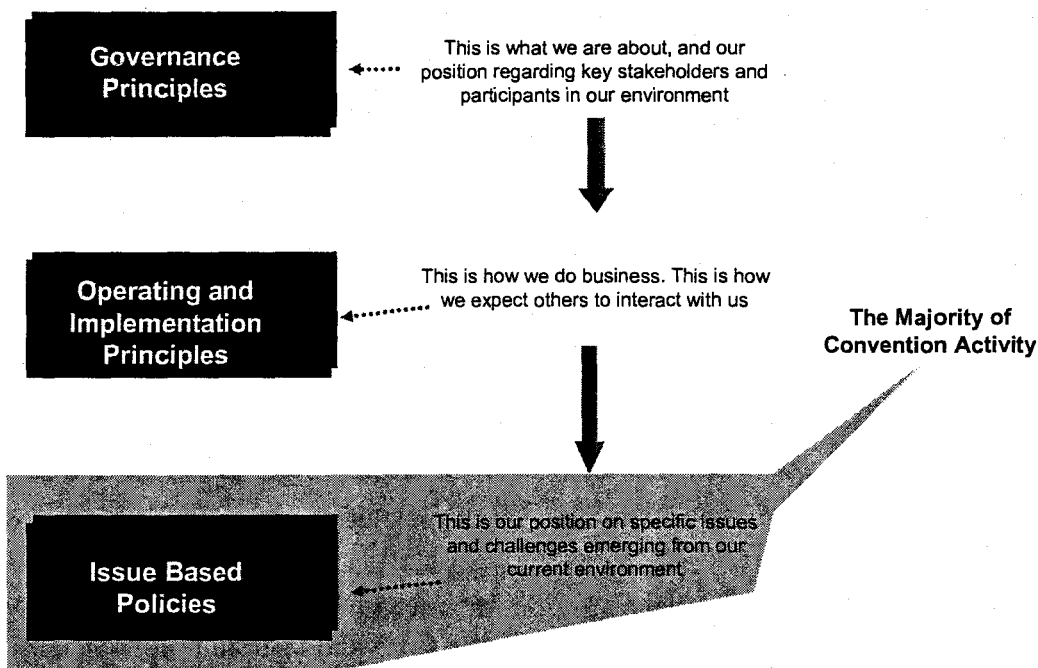 Governance
Principles
This is what we are about, and our
position regarding key stakeholders and
participants in our environment
Operating and
Implementation
Principles
This is how we do business. This is how
we expect others to interact with us
The Majority of
Convention Activity
Issue Based
Policies
This is our position on specific issues
and challenges emerging from our
current environment.